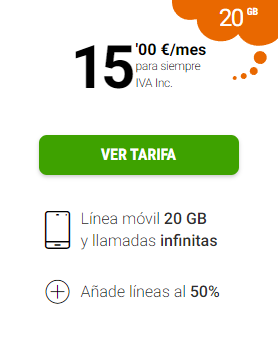 20 GB
15'00 €/mes
para siempre
IVA Inc.
VER TARIFA
Línea móvil 20 GB
y llamadas infinitas
Añade líneas al 50%